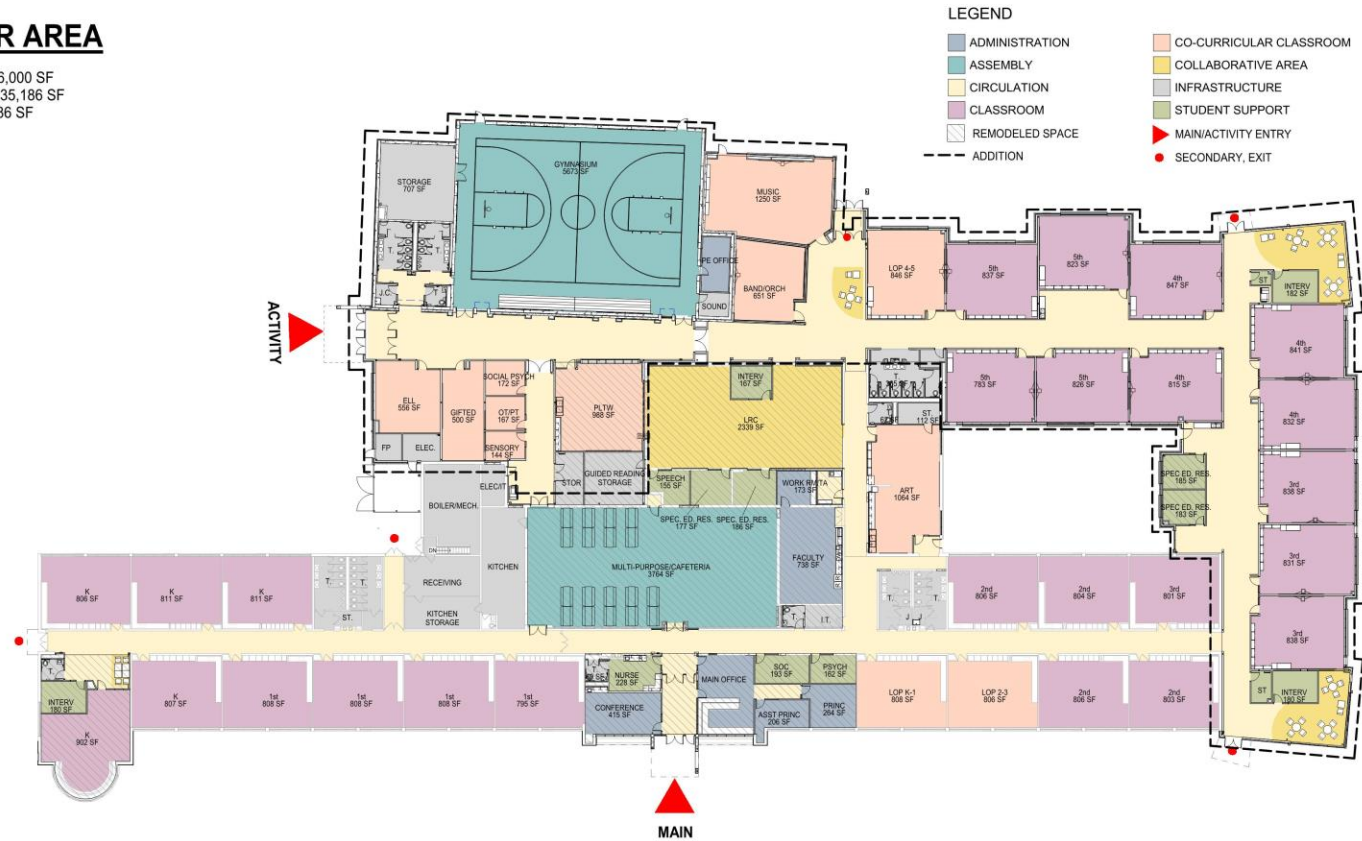 R AREA
6,000 SF
35,186 SF
86 SF
LEGEND
ADMINISTRATION
ASSEMBLY
CIRCULATION
CLASSROOM
REMODELED SPACE
ADDITION
CO-CURRICULAR CLASSROOM
COLLABORATIVE AREA
INFRASTRUCTURE
STUDENT SUPPORT
MAIN/ACTIVITY ENTRY
SECONDARY, EXIT
STORAGE
707 SF
GYMNASIUM
5673 SF
MUSIC
1250 SF
T.
T.
J.C.
T.
PE OFFICE
SOUND
BAND/ORCH
651 SF
LOP 4-5
846 SF
5th
837 SF
5th
823 SF
4th
847 SF
ST
INTERV
182 SF
ACTIVITY
ELL
556 SF
GIFTED
500 SF
SOCIAL PSYCH
172 SF
OT/PT
167 SF
SENSORY
144 SF
FP
ELEC.
PLTW
988 SF
INTERV
167 SF
LRC
2339 SF
T.
ST.
112 SF
5th
783 SF
5th
826 SF
4th
815 SF
4th
841 SF
4th
832 SF
3rd
838 SF
3rd
831 SF
3rd
838 SF
SPEC ED. RES.
185 SF
SPEC ED. RES.
183 SF
ART
1064 SF
STOR
GUIDED READING
STORAGE
SPEECH
155 SF
SPEC. ED. RES.
177 SF
SPEC. ED. RES.
186 SF
WORK RM/TA
173 SF
ELEC/IT
BOILER/MECH.
DN
KITCHEN
MULTI-PURPOSE/CAFETERIA
3764 SF
FACULTY
738 SF
RECEIVING
KITCHEN
STORAGE
T.
I.T.
K
806 SF
K
811 SF
K
811 SF
T.
T.
ST.
T.
T.
J
2nd
806 SF
2nd
804 SF
3rd
801 SF
INTERV
180 SF
K
902 SF
K
807 SF
1st
808 SF
1st
808 SF
1st
808 SF
1st
795 SF
NURSE
228 SF
CONFERENCE
415 SF
MAIN OFFICE
SOC
193 SF
PSYCH
162 SF
ASST PRINC
206 SF
PRINC
264 SF
LOP K-1
808 SF
LOP 2-3
806 SF
2nd
806 SF
2nd
803 SF
ST
INTERV
180 SF
MAIN